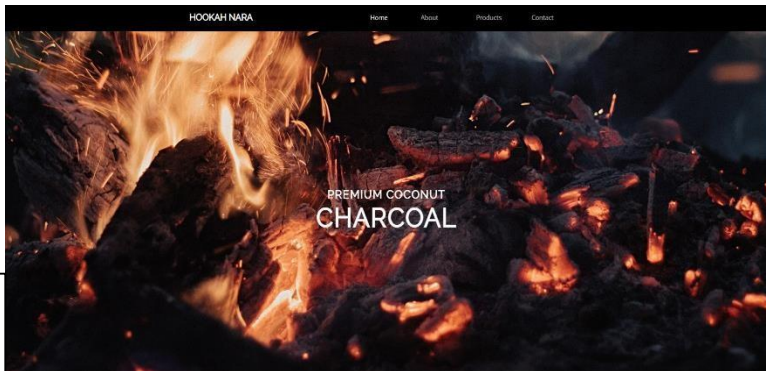 HOOKAH NARA
Home About Products Contact
PREMIUM COCONUT
CHARCOAL